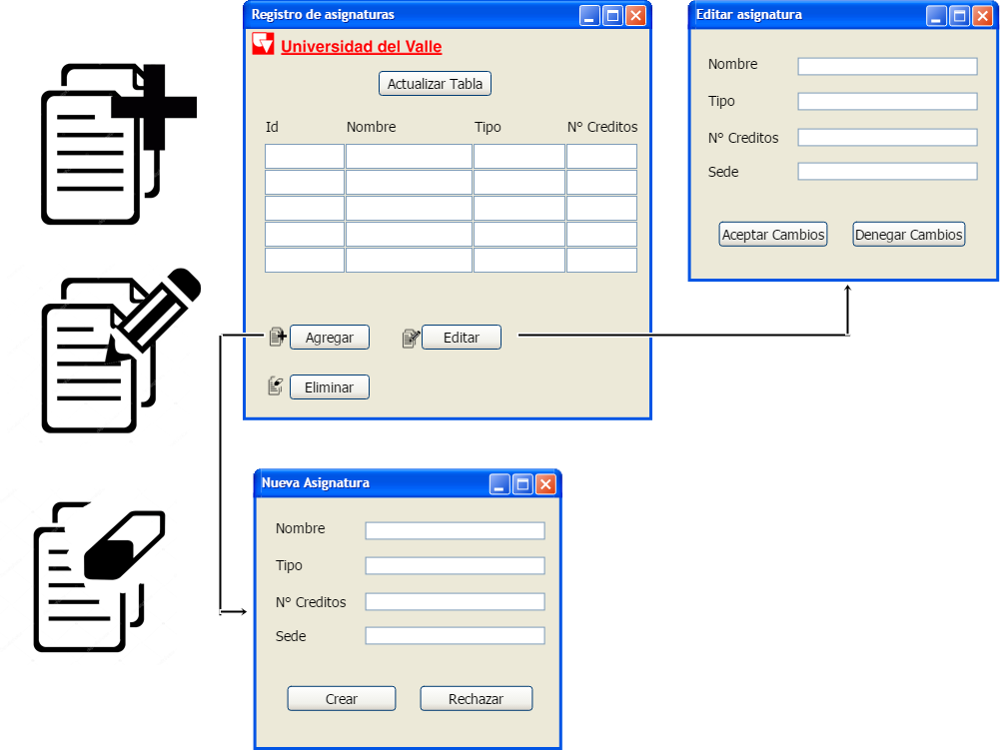 Registro de asignaturas
Universidad del Valle
Actualizar Tabla
Id Nombre Tipo N° Creditos
Agregar Editar
Eliminar
Editar asignatura
Nombre
Tipo
N° Creditos
Sede
Aceptar Cambios Denegar Cambios
Nueva Asignatura
Nombre
Tipo
N° Creditos
Sede
Crear Rechazar